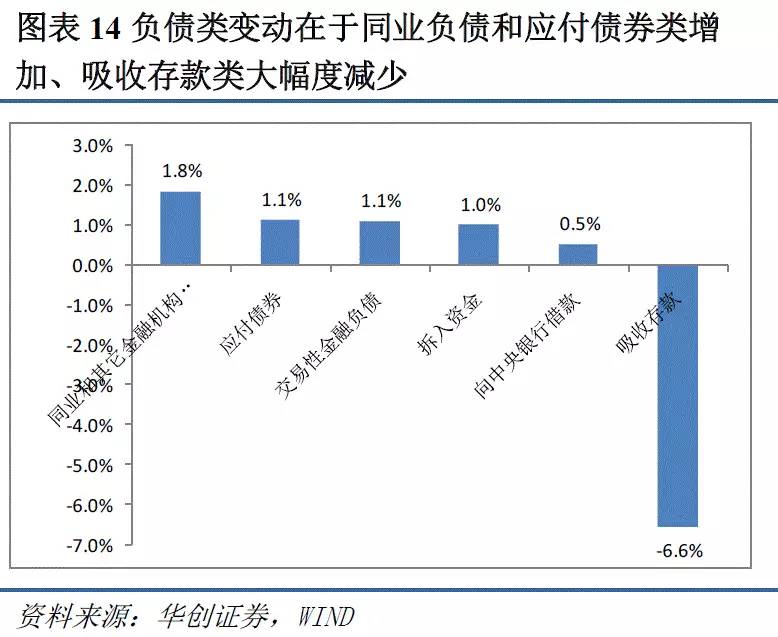 图表 14 负债类变动在于同业负债和应付债券类增
加、吸收存款类大幅度减少
3.0%
2.0%
1.0%
0.0%
-1.0%
-2.0%
-3.0%
-4.0%
-5.0%
-6.0%
-7.0%
1.8%
1.1%
1.1%
1.0%
0.5%
-6.6%
同业和其它金融机构..
应付债券
交易性金融负债
拆入资金
向中央银行借款
吸收存款
资料来源：华创证券，WIND